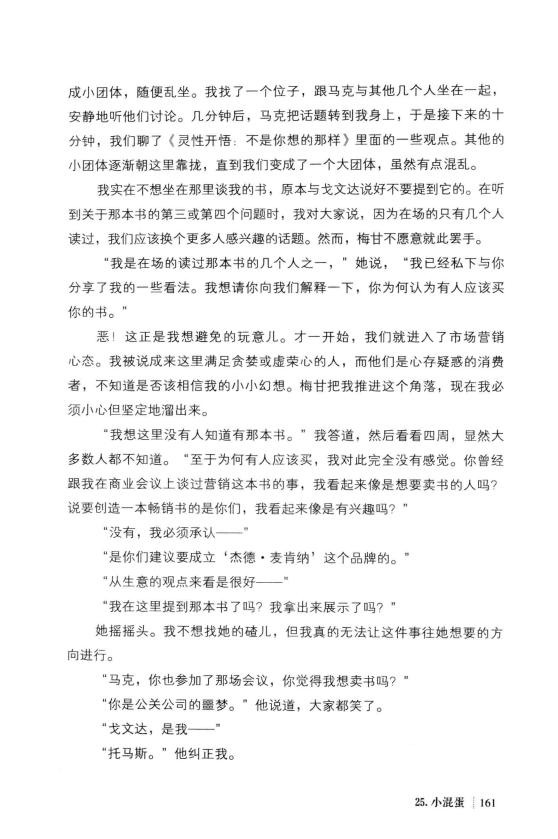 成小团体，随便乱坐。我找了一个位子，跟马克与其他几个人坐在一起，
安静地听他们讨论。几分钟后，马克把话题转到我身上，于是接下来的十
分钟，我们聊了《灵性开悟：不是你想的那样》里面的一些观点。其他的
小团体逐渐朝这里靠拢，直到我们变成了一个大团体，虽然有点混乱。
我实在不想坐在那里谈我的书，原本与戈文达说好不要提到它的。在听
到关于那本书的第三或第四个问题时，我对大家说，因为在场的只有几个人
读过，我们应该换个更多人感兴趣的话题。然而，梅甘不愿意就此罢手。
“我是在场的读过那本书的几个人之一，”她说，“我已经私下与你
分享了我的一些看法。我想请你向我们解释一下，你为何认为有人应该买
你的书。”
恶！这正是我想避免的玩意儿。才一开始，我们就进入了市场营销
心态。我被说成来这里满足贪婪或虚荣心的人，而他们是心存疑惑的消费
者，不知道是否该相信我的小小幻想。梅甘把我推进这个角落，现在我必
须小心但坚定地溜出来。
“我想这里没有人知道有那本书。”我答道，然后看看四周，显然大
多数人都不知道。“至于为何有人应该买，我对此完全没有感觉。你曾经
跟我在商业会议上谈过营销这本书的事，我看起来像是想要卖书的人吗？
说要创造一本畅销书的是你们，我看起来像是有兴趣吗？”
“没有，我必须承认——”
“是你们建议要成立‘杰德·麦肯纳’这个品牌的。”
“从生意的观点来看是很好——”
“我在这里提到那本书了吗？我拿出来展示了吗？”
她摇摇头。我不想找她的碴儿，但我真的无法让这件事往她想要的方
向进行。
“马克，你也参加了那场会议，你觉得我想卖书吗？”
“你是公关公司的噩梦。”他说道，大家都笑了。
“戈文达，是我——”
“托马斯。”他纠正我。
25. 小混蛋 161